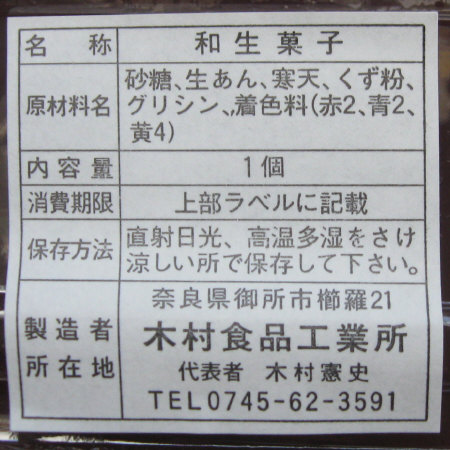 名称 和生菓子
原材料名 砂糖、生あん、寒天、くず粉、
グリシン、着色料(赤2、青2、
黄4)
内容量 1個
消費期限 上部ラベルに記載
保存方法 直射日光、高温多湿をさけ
涼しい所で保存して下さい。
製造者
所在地
奈良県御所市櫛羅21
木村食品工業所
代表者 木村憲史
TEL0745-62-3591